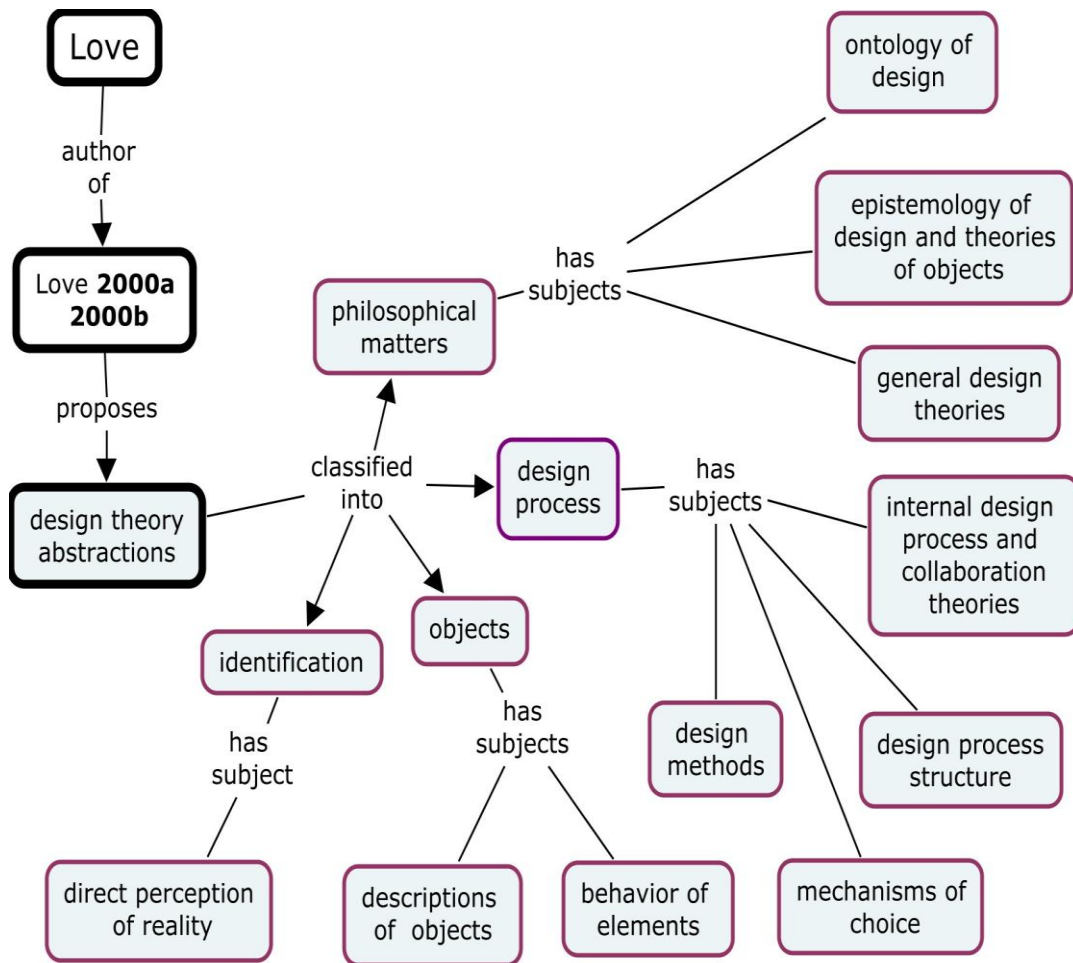 Love
author
of
Love 2000a
2000b
proposes
design theory
abstractions
classified
into
philosophical
matters
has
subjects
ontology of
design
epistemology of
design and theories
of objects
general design
theories
design
process
has
subjects
internal design
process and
collaboration
theories
design process
structure
mechanisms of
choice
design
methods
objects
has
subjects
descriptions
of objects
behavior of
elements
identification
has
subject
direct perception
of reality